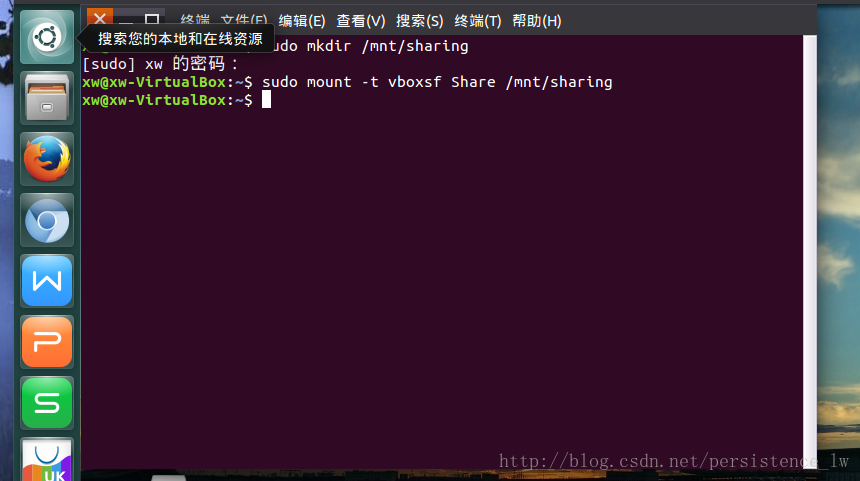 终端 文件(F) 编辑(E) 查看(V) 搜索(S) 终端(T) 帮助(H)
搜索您的本地和在线资源
udo mkdir /mnt/sharing
[sudo] xw 的密码：
xw@xw-VirtualBox:~$ sudo mount -t vboxsf Share /mnt/sharing
xw@xw-VirtualBox:~$
W
P
S
UK
http://blog.csdn.net/persistence_lw